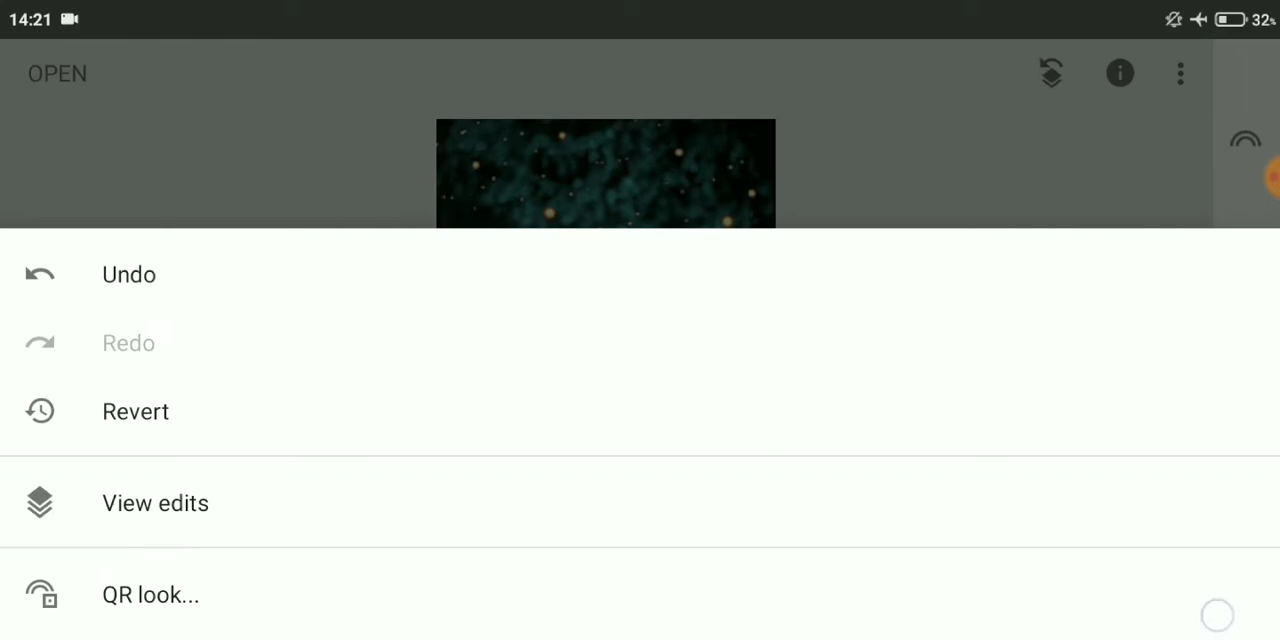 14:21
32%
OPEN
Undo
Redo
Revert
View edits
QR look...